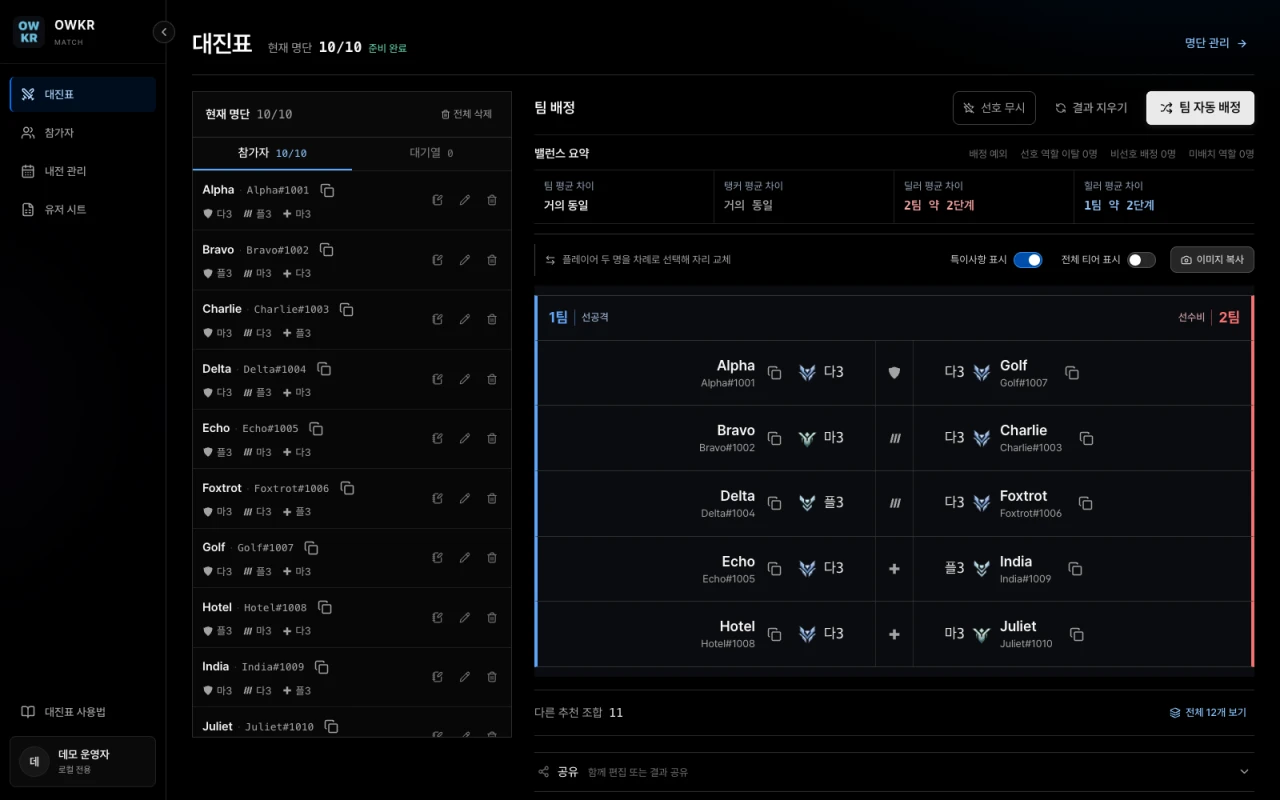 OW
KR
OWKR
MATCH
대진표
참가자
내전 관리
유저 시트
대진표 사용법
데
데모 운영자
로컬 전용
대진표 현재 명단 10/10 준비 완료
명단 관리
현재 명단 10/10 전체 삭제
참가자 10/10 대기열 0
Alpha · Alpha#1001
다3 플3 마3
Bravo · Bravo#1002
플3 마3 다3
Charlie · Charlie#1003
마3 다3 플3
Delta · Delta#1004
다3 플3 마3
Echo · Echo#1005
플3 마3 다3
Foxtrot · Foxtrot#1006
마3 다3 플3
Golf · Golf#1007
다3 플3 마3
Hotel · Hotel#1008
플3 마3 다3
India · India#1009
마3 다3 플3
Juliet · Juliet#1010
팀 배정 선호 무시 결과 지우기 팀 자동 배정
밸런스 요약 배정 예외 선호 역할 이탈 0명 비선호 배정 0명 미배치 역할 0명
팀 평균 차이 탱커 평균 차이 딜러 평균 차이 힐러 평균 차이
거의 동일 거의 동일 2팀 약 2단계 1팀 약 2단계
플레이어 두 명을 차례로 선택해 자리 교체 특이사항 표시 전체 티어 표시 이미지 복사
1팀 선공격 선수비 2팀
Alpha 다3 다3 Golf
Alpha#1001 Golf#1007
Bravo 마3 다3 Charlie
Bravo#1002 Charlie#1003
Delta 플3 다3 Foxtrot
Delta#1004 Foxtrot#1006
Echo 다3 플3 India
Echo#1005 India#1009
Hotel 다3 마3 Juliet
Hotel#1008 Juliet#1010
다른 추천 조합 11 전체 12개 보기
공유 함께 편집 또는 결과 공유